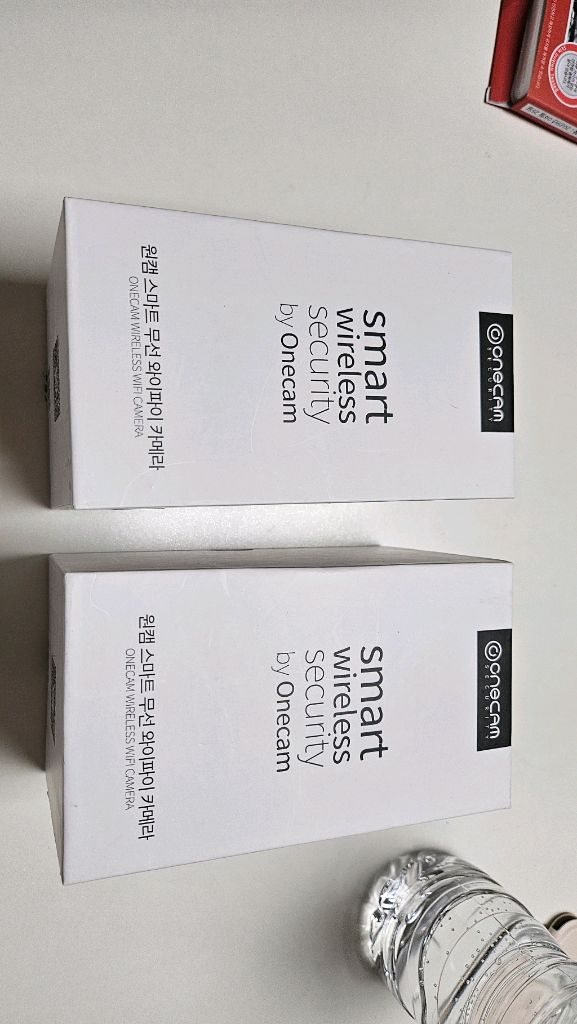 onecam
SECURITY
smart
wireless
security
by Onecam
원캠 스마트 무선 와이파이 카메라
ONECAM WIRELESS WIFI CAMERA
onecam
SECURITY
smart
wireless
security
by Onecam
원캠 스마트 무선 와이파이 카메라
ONECAM WIRELESS WIFI CAMERA